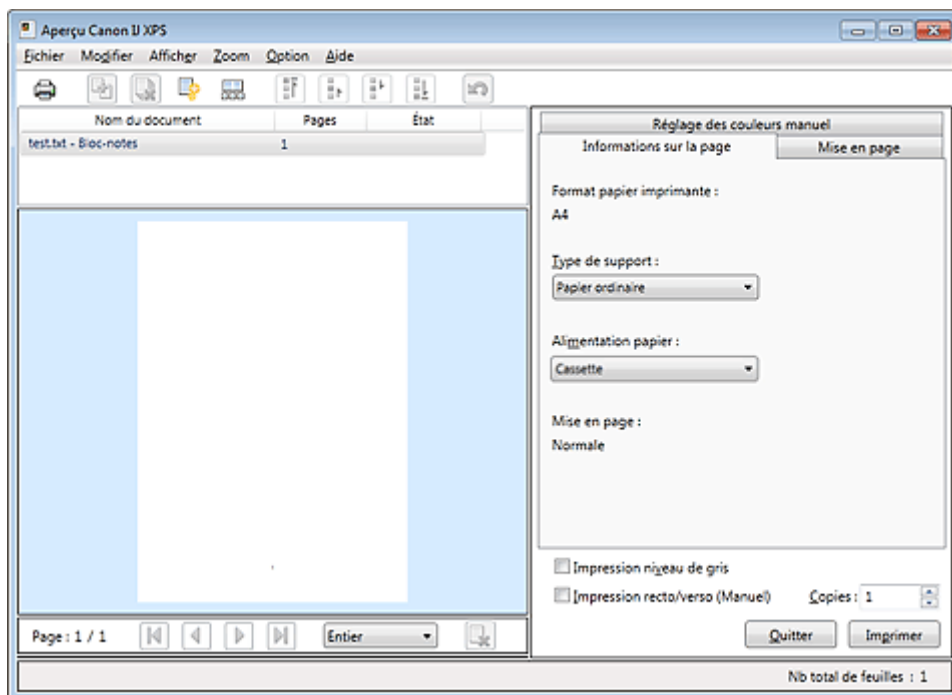 Aperçu Canon IJ XPS
Fichier Modifier Afficher Zoom Option Aide
Nom du document Pages État
test.txt - Bloc-notes 1
Réglage des couleurs manuel
Informations sur la page Mise en page
Format papier imprimante :
A4
Type de support :
Papier ordinaire
Alimentation papier :
Cassette
Mise en page :
Normale
Impression niveau de gris
Impression recto/verso (Manuel) Copies : 1
Page : 1 / 1 Entier Quitter Imprimer
Nb total de feuilles : 1